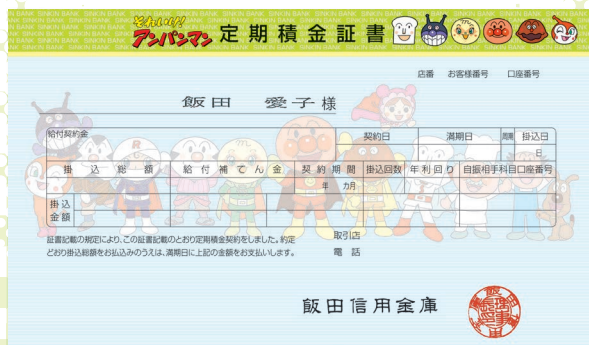 それいけ!
アンパンマン 定期積金証書
店番 お客様番号 口座番号
飯田 愛子様
給付契約金 契約日 満期日 周期 掛込日
日
掛込総額 給付補てん金 契約期間 掛込回数 年利回り 自振相手科目口座番号
年 カ月
掛込
金額
証書記載の規定により、この証書記載のとおり定期積金契約をしました。約定 取引店
どおり掛込総額をお払込みのうえは、満期日に上記の金額をお支払いします。 電話
飯田信用金庫